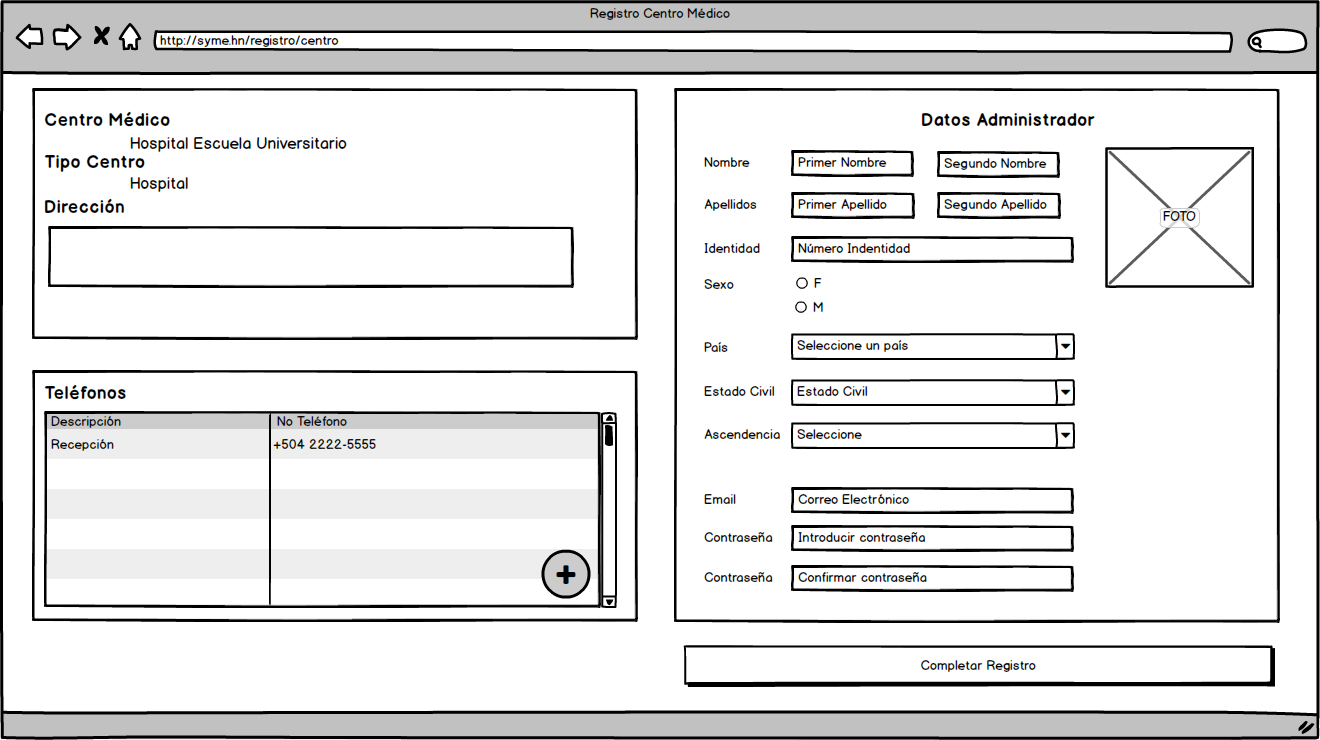 Registro Centro Médico
http://syme.hn/registro/centro
Centro Médico
Hospital Escuela Universitario
Tipo Centro
Hospital
Dirección
Teléfonos
Descripción No Teléfono
Recepción +504 2222-5555
Datos Administrador
Nombre Primer Nombre Segundo Nombre
Apellidos Primer Apellido Segundo Apellido
FOTO
Identidad Número Indentidad
Sexo F
M
País Seleccione un país
Estado Civil Estado Civil
Ascendencia Seleccione
Email Correo Electrónico
Contraseña Introducir contraseña
Contraseña Confirmar contraseña
Completar Registro